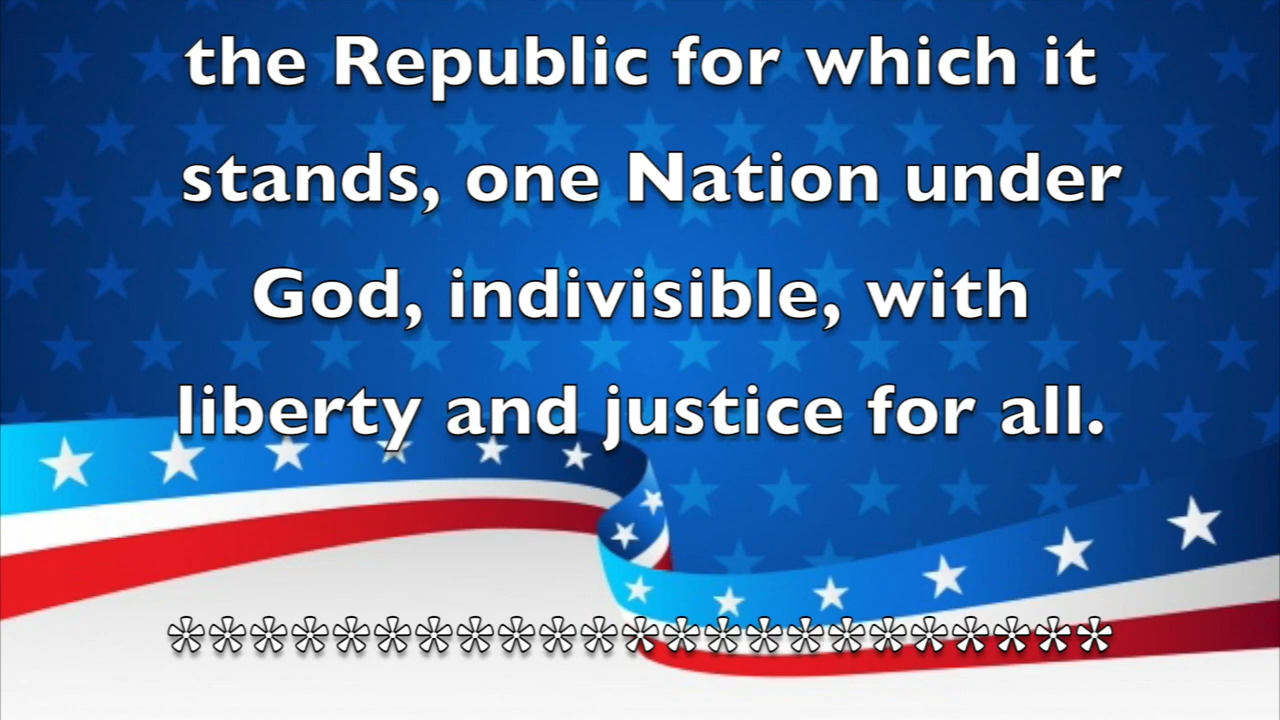 the Republic for which it
stands, one Nation under
God, indivisible, with
liberty and justice for all.
***********************